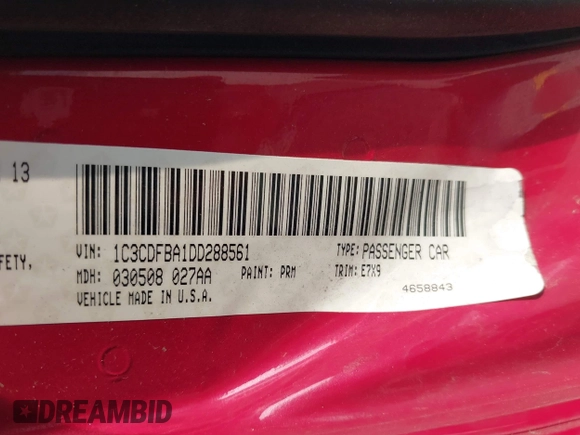 13
FETY,
VIN: 1C3CDFBA1DD288561 TYPE: PASSENGER CAR
MDH: 030508 027AA PAINT: PRM TRIM: E7X9
VEHICLE MADE IN U.S.A. 4658843
DREAMBID